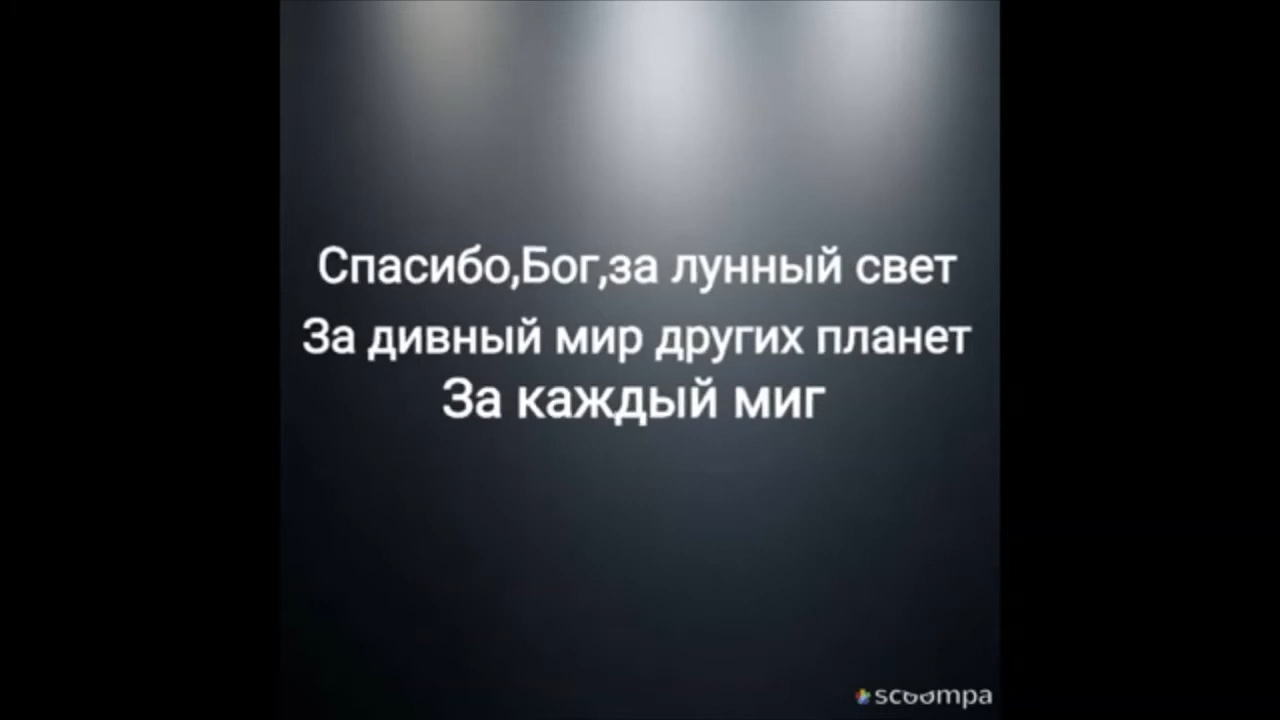 Спасибо,Бог,за лунный свет
За дивный мир других планет
За каждый миг
scoompa